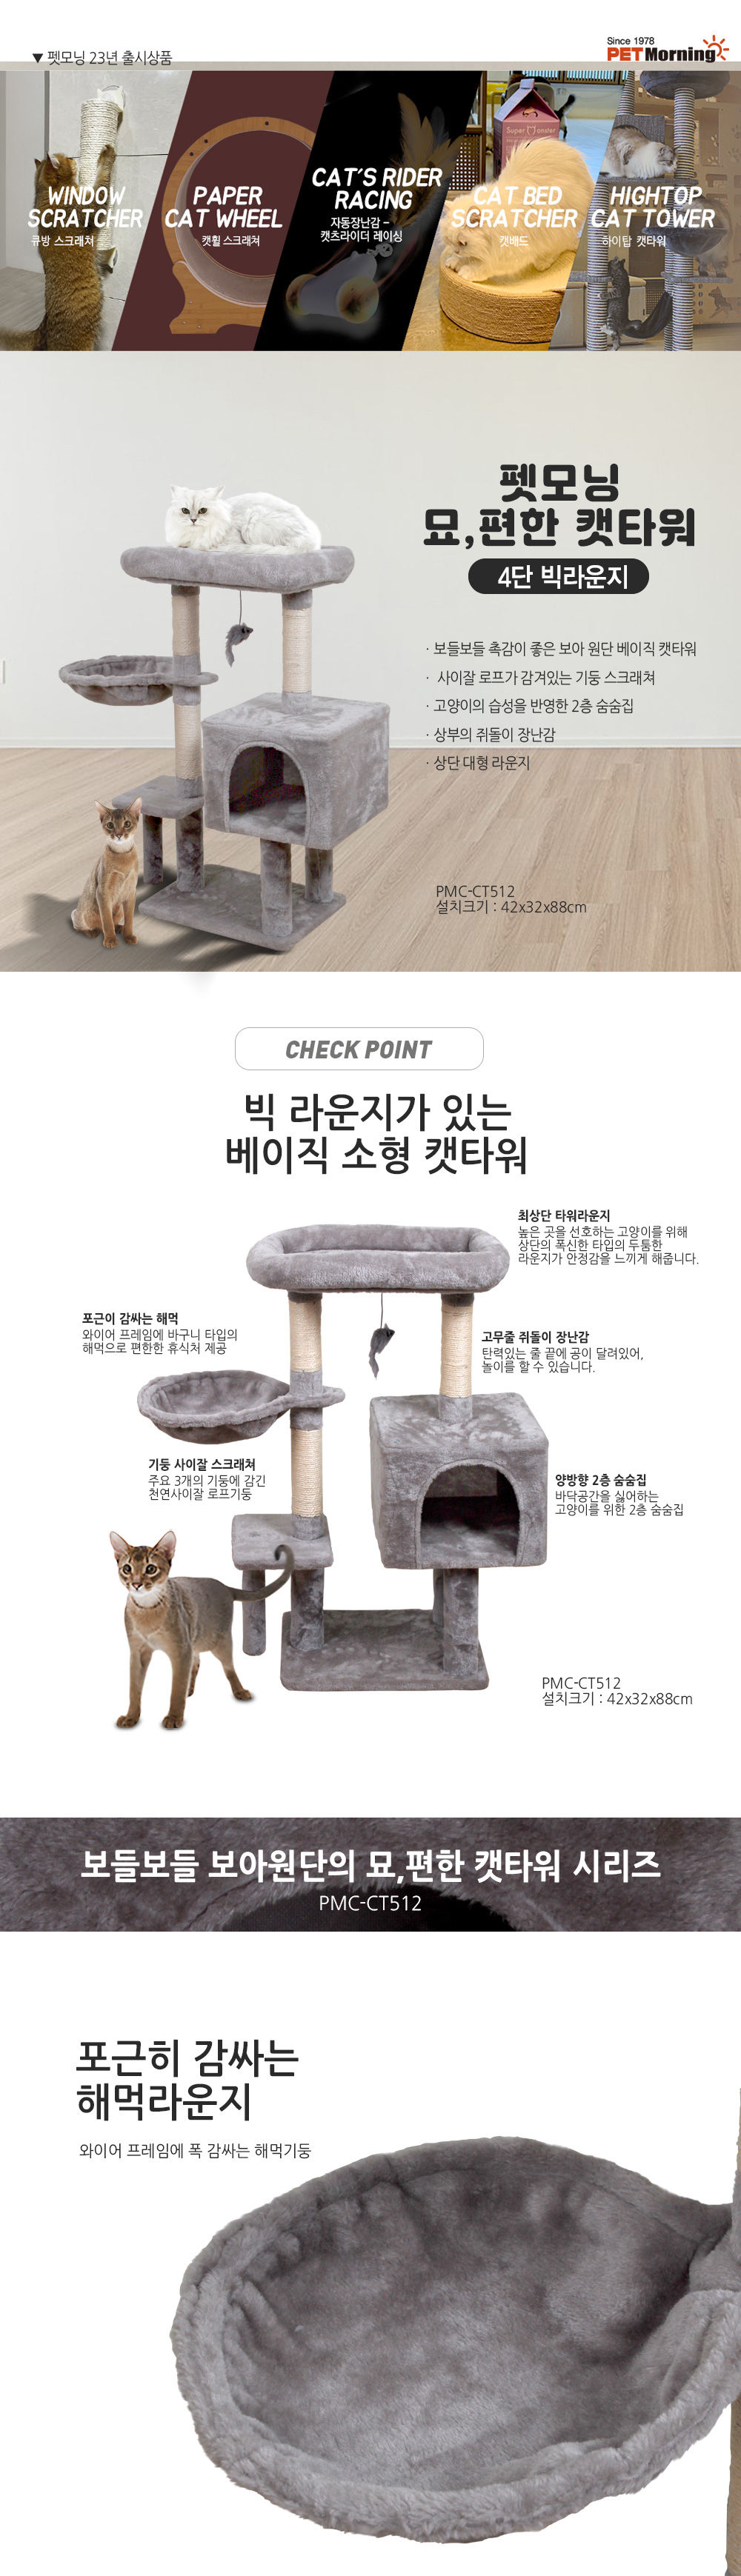 ▼ 펫모닝 23년 출시상품
Since 1978
PETMorning
WINDOW
SCRATCHER
큐방 스크래쳐
PAPER
CAT WHEEL
캣휠 스크래쳐
CAT'S RIDER
RACING
자동장난감 –
캣츠라이더 레이싱
Super Monster
CAT BED
SCRATCHER
캣배드
HIGHTOP
CAT TOWER
하이탑 캣타워
펫모닝
묘,편한 캣타워
4단 빅라운지
· 보들보들 촉감이 좋은 보아 원단 베이직 캣타워
· 사이잘 로프가 감겨있는 기둥 스크래쳐
· 고양이의 습성을 반영한 2층 숨숨집
· 상부의 쥐돌이 장난감
· 상단 대형 라운지
PMC-CT512
설치크기 : 42x32x88cm
CHECK POINT
빅 라운지가 있는
베이직 소형 캣타워
최상단 타워라운지
높은 곳을 선호하는 고양이를 위해
상단의 폭신한 타입의 두툼한
라운지가 안정감을 느끼게 해줍니다.
포근이 감싸는 해먹
와이어 프레임에 바구니 타입의
해먹으로 편한한 휴식처 제공
고무줄 쥐돌이 장난감
탄력있는 줄 끝에 공이 달려있어,
놀이를 할 수 있습니다.
기둥 사이잘 스크래쳐
주요 3개의 기둥에 감긴
천연사이잘 로프기둥
양방향 2층 숨숨집
바닥공간을 싫어하는
고양이를 위한 2층 숨숨집
PMC-CT512
설치크기 : 42x32x88cm
보들보들 보아원단의 묘,편한 캣타워 시리즈
PMC-CT512
포근히 감싸는
해먹라운지
와이어 프레임에 폭 감싸는 해먹기둥